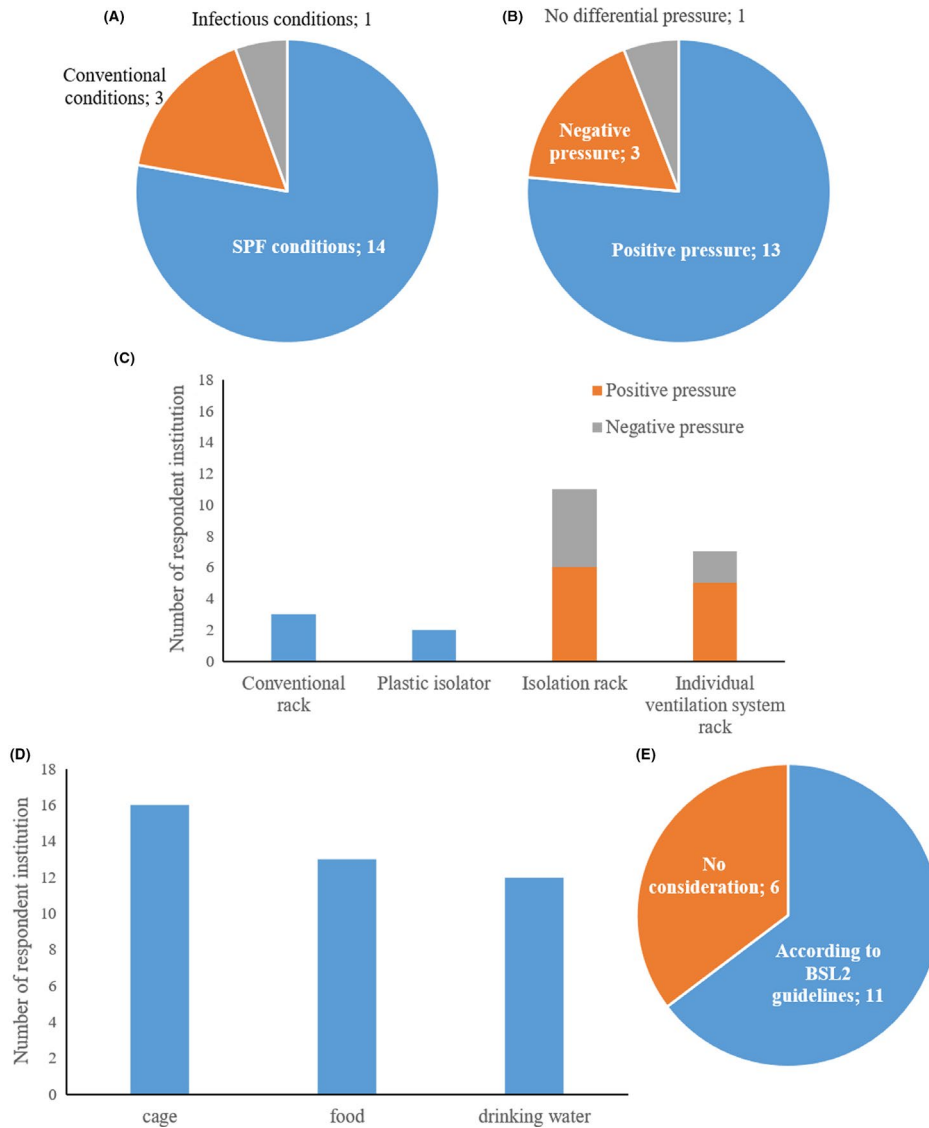 (A)
Infectious conditions; 1
Conventional
conditions; 3
SPF conditions; 14
(B)
No differential pressure; 1
Negative
pressure; 3
Positive pressure; 13
(C)
Number of respondent institution
18
16
14
12
10
8
6
4
2
0
Positive pressure
Negative pressure
Conventional
rack
Plastic isolator
Isolation rack
Individual
ventilation system
rack
(D)
Number of respondent institution
18
16
14
12
10
8
6
4
2
0
cage
food
drinking water
(E)
No
consideration; 6
According to
BSL2
guidelines; 11